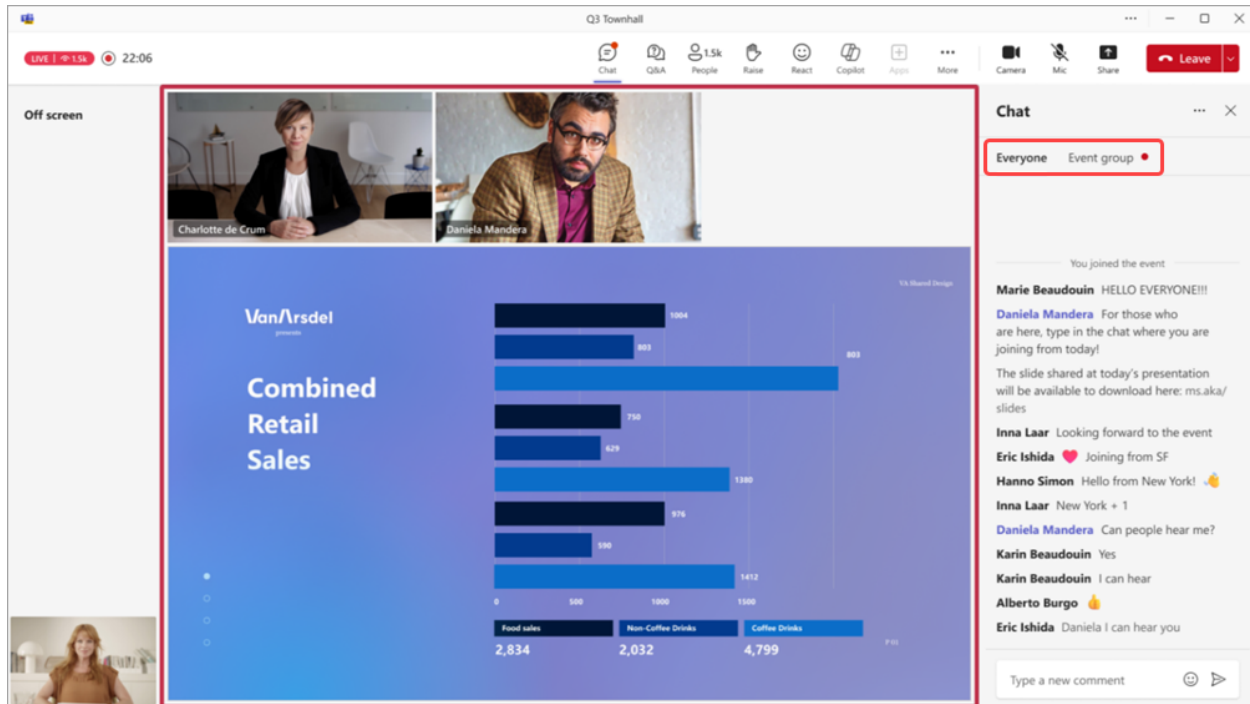 Q3 Townhall
LIVE | 1.5k
22:06
Chat
Q&A
1.5k
People
Raise
React
Copilot
Apps
More
Camera
Mic
Share
Leave
Off screen
Charlotte de Crum
Daniela Mandera
VA Shared Design
VanArsdel
presents
Combined
Retail
Sales
1004
803
803
750
629
1380
976
590
1412
0 500 1000 1500
Food sales
Non-Coffee Drinks
Coffee Drinks
2,834
2,032
4,799
Chat
Everyone Event group
You joined the event
Marie Beaudouin HELLO EVERYONE!!!
Daniela Mandera For those who
are here, type in the chat where you are
joining from today!
The slide shared at today's presentation
will be available to download here: ms.aka/
slides
Inna Laar Looking forward to the event
Eric Ishida ❤️ Joining from SF
Hanno Simon Hello from New York! 👋
Inna Laar New York + 1
Daniela Mandera Can people hear me?
Karin Beaudouin Yes
Karin Beaudouin I can hear
Alberto Burgo 👍
Eric Ishida Daniela I can hear you
Type a new comment